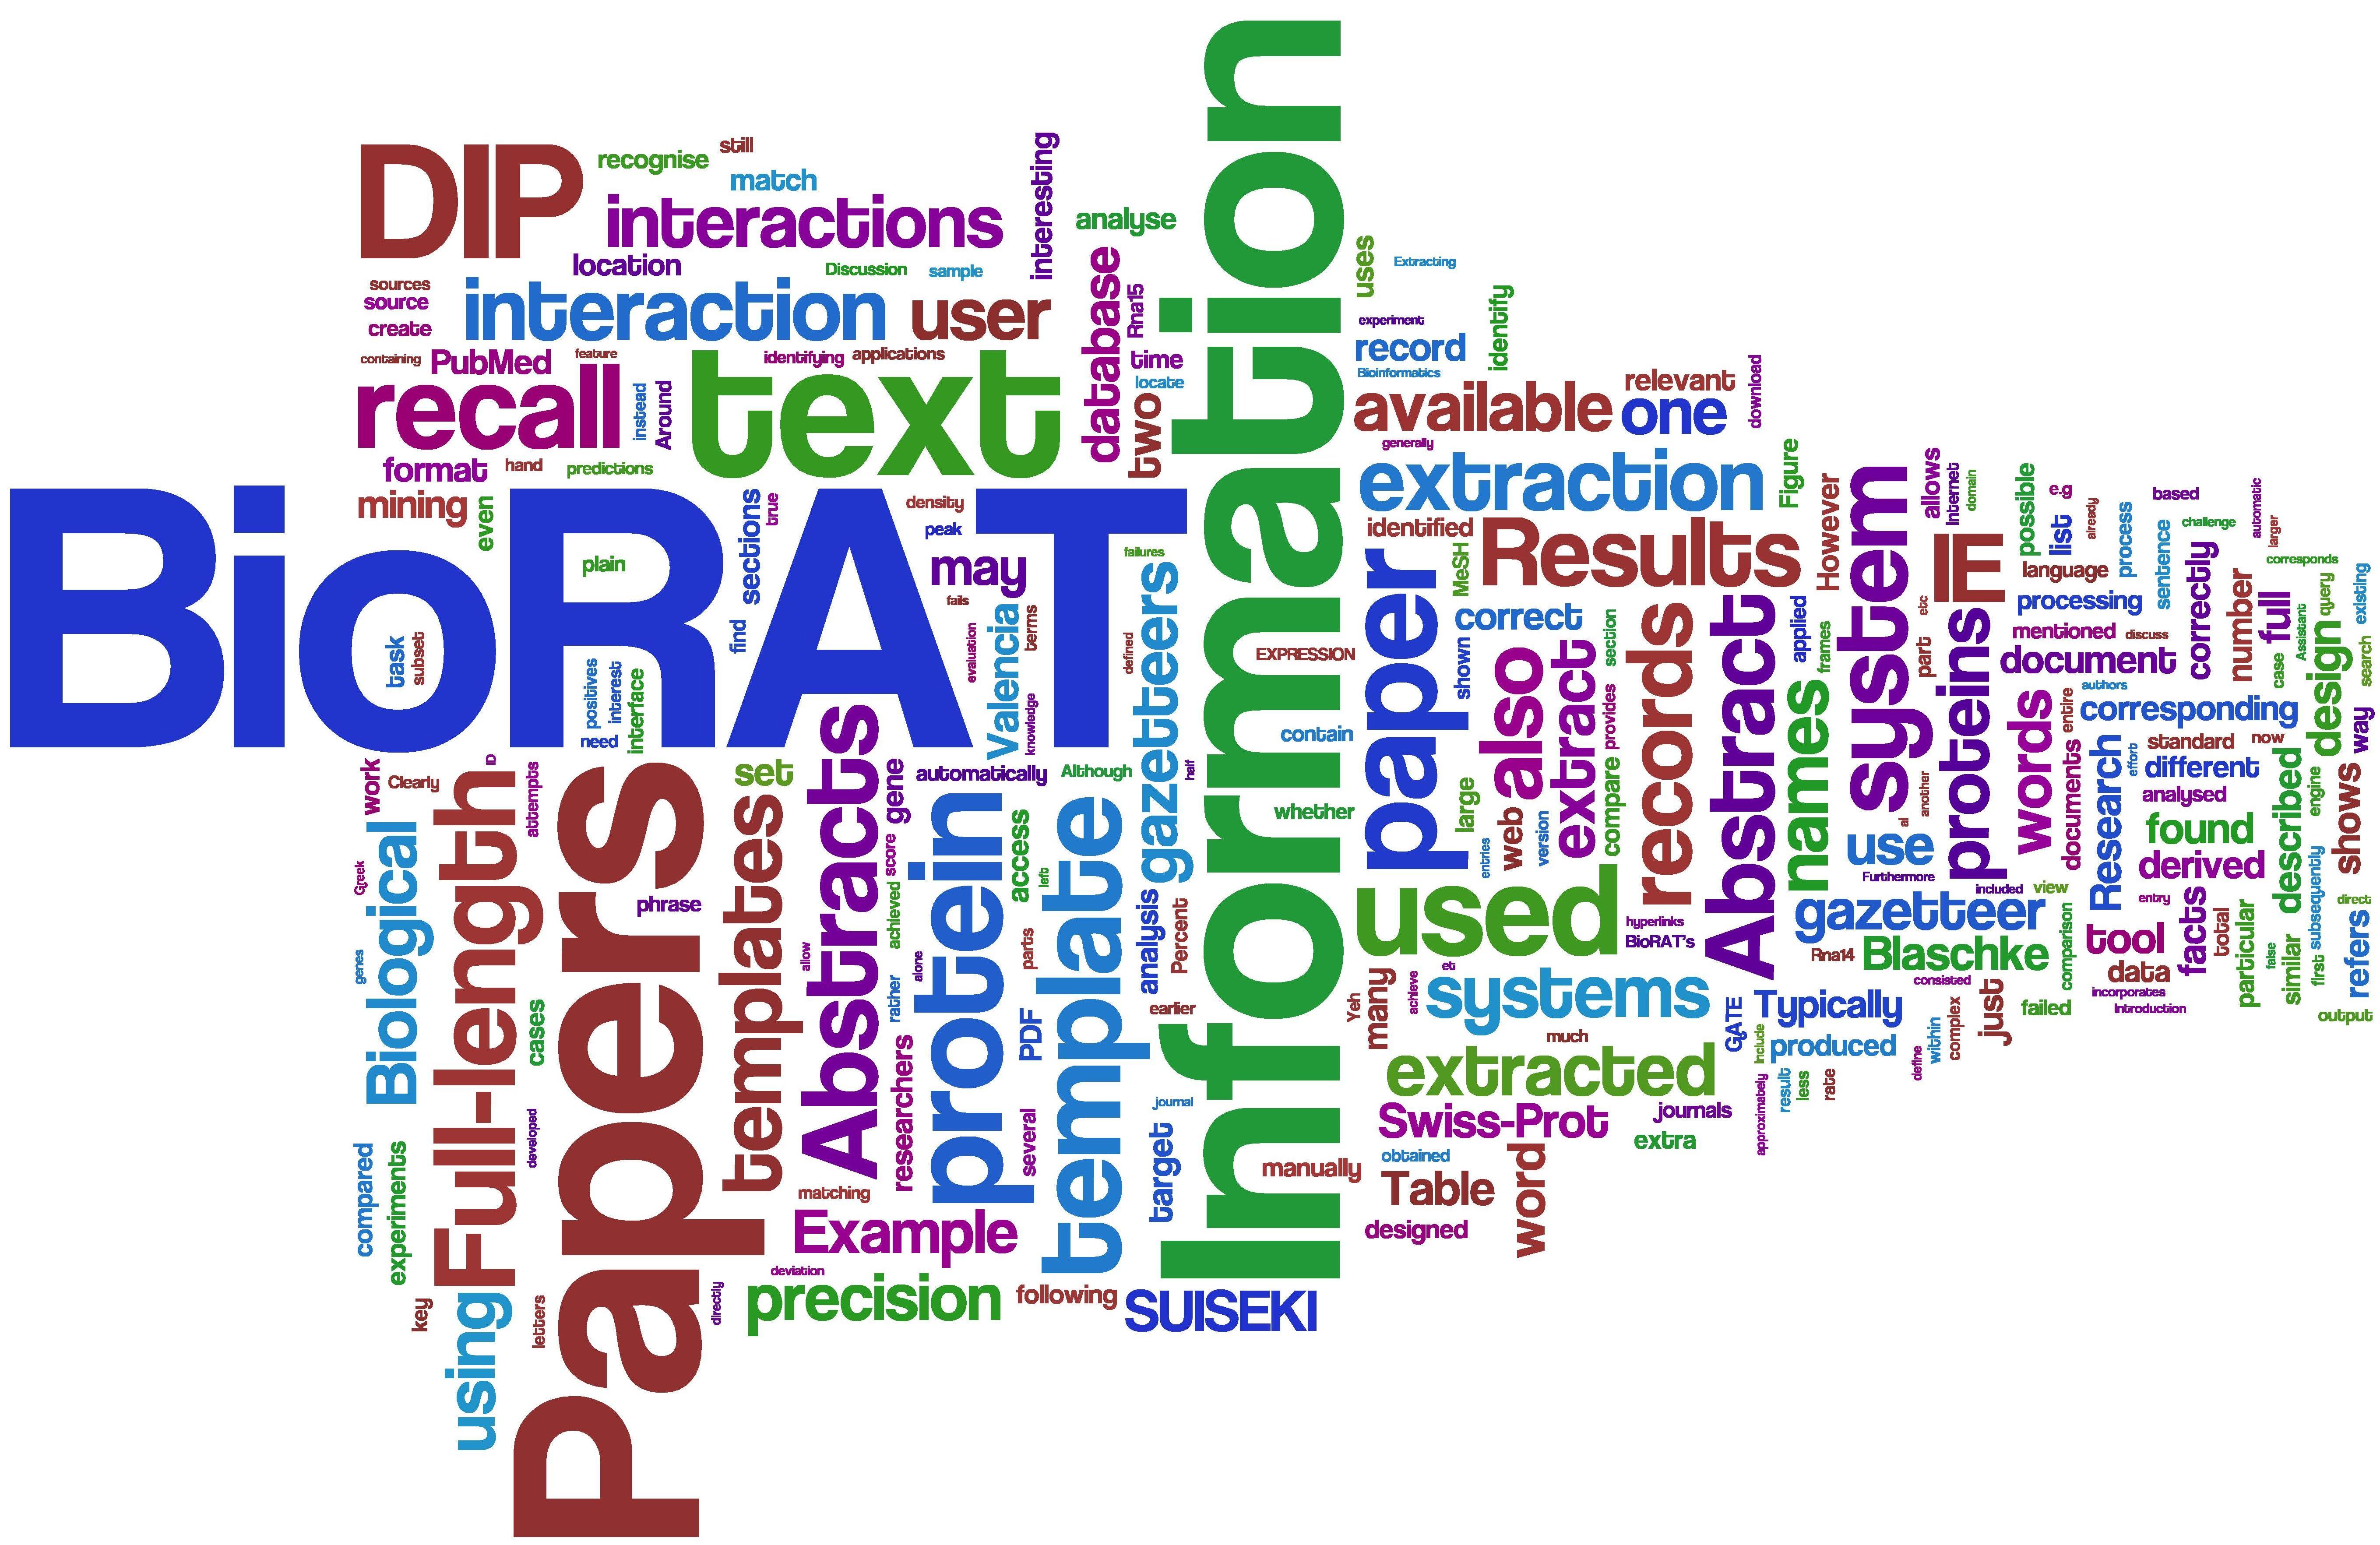 DIP
recognise
still
match
interactions
interesting
analyse
location
Discussion
sample
sources
source
create
interaction
user
database
Rna15
containing
PubMed
feature
identifying
applications
time
locate
two
recall
instead
Around
text
format
hand
predictions
Information
uses
Extracting
experiment
identify
record
Bioinformatics
relevant
download
available
one
generally
extraction
Figure
mining
even
BioRAT
sections
true
density
peak
failures
plain
may
fails
find
task
subset
positives
interest
need
interface
Valencia
terms
evaluation
knowledge
defined
gazetteers
identified
Results
However
system
allows
Internet
domain
possible
e.g
list
already
process
based
challenge
automatic
larger
paper
MeSH
IE
language
sentence
correctly
corresponds
EXPRESSION
correct
shown
also
extract
section
provides
records
Abstract
applied
frames
etc
part
proteins
processing
mentioned
discuss
document
number
full
case
Assistant
query
design
existing
search
contain
names
words
entire
authors
corresponding
standard
now
way
work
Clearly
ID
attempts
Papers
set
Abstracts
gene
automatically
Although
half
whether
large
web
version
compare
entries
al
another
documents
Research
effort
different
analysed
described
engine
shows
Biological
Full-length
templates
score
protein
access
left
template
use
Furthermore
included
view
found
derived
Greek
genes
phrase
allow
achieved
rather
alone
parts
analysis
Percent
used
hyperlinks
BioRAT's
gazetteer
Rna14
Blaschke
comparison
entry
tool
facts
total
particular
false
similar
first
subsequently
direct
refers
cases
researchers
PDF
earlier
Yeh
many
achieve
et
systems
GATE
Typically
consisted
data
incorporates
Introduction
output
failed
just
complex
within
define
produced
Include
much
extracted
compared
experiments
developed
several
journal
target
manually
Swiss-Prot
journals
extra
approximately
result
less
rate
matching
Example
obtained
Table
word
designed
using
key
letters
directly
deviation
precision
following
SUISEKI